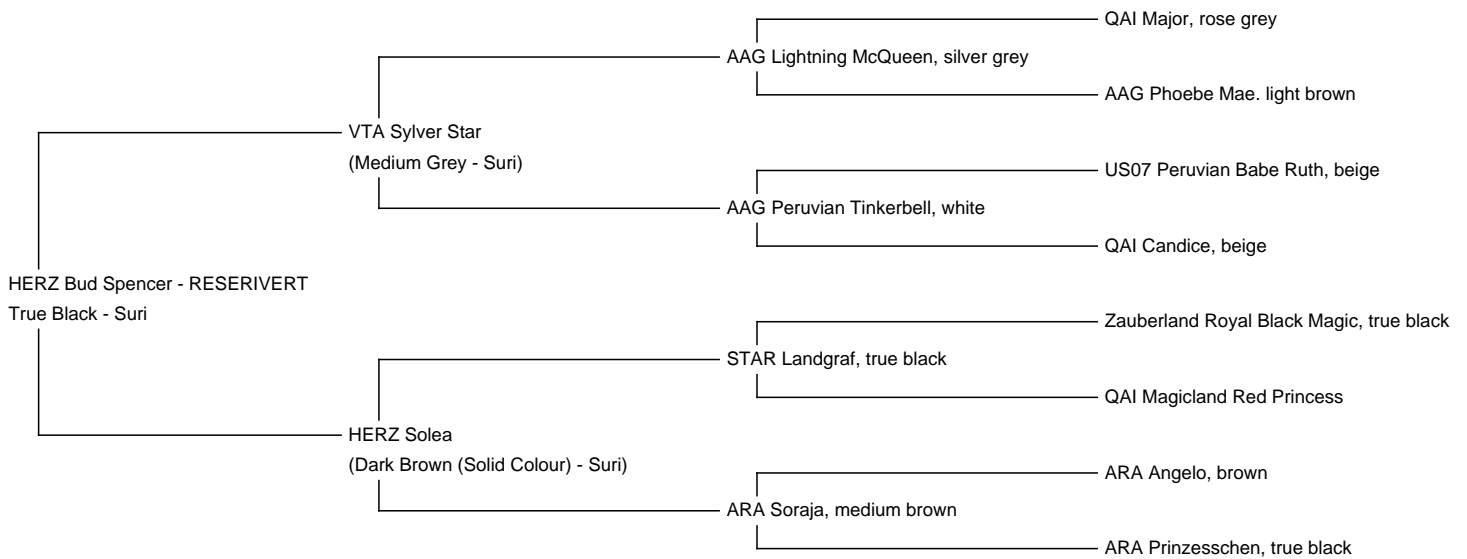 QAI Major, rose grey
AAG Lightning McQueen, silver grey
AAG Phoebe Mae. light brown
VTA Sylver Star
(Medium Grey - Suri)
US07 Peruvian Babe Ruth, beige
AAG Peruvian Tinkerbell, white
QAI Candice, beige
HERZ Bud Spencer - RESERIVERT
True Black - Suri
Zauberland Royal Black Magic, true black
STAR Landgraf, true black
QAI Magicland Red Princess
HERZ Solea
(Dark Brown (Solid Colour) - Suri)
ARA Angelo, brown
ARA Soraja, medium brown
ARA Prinzesschen, true black